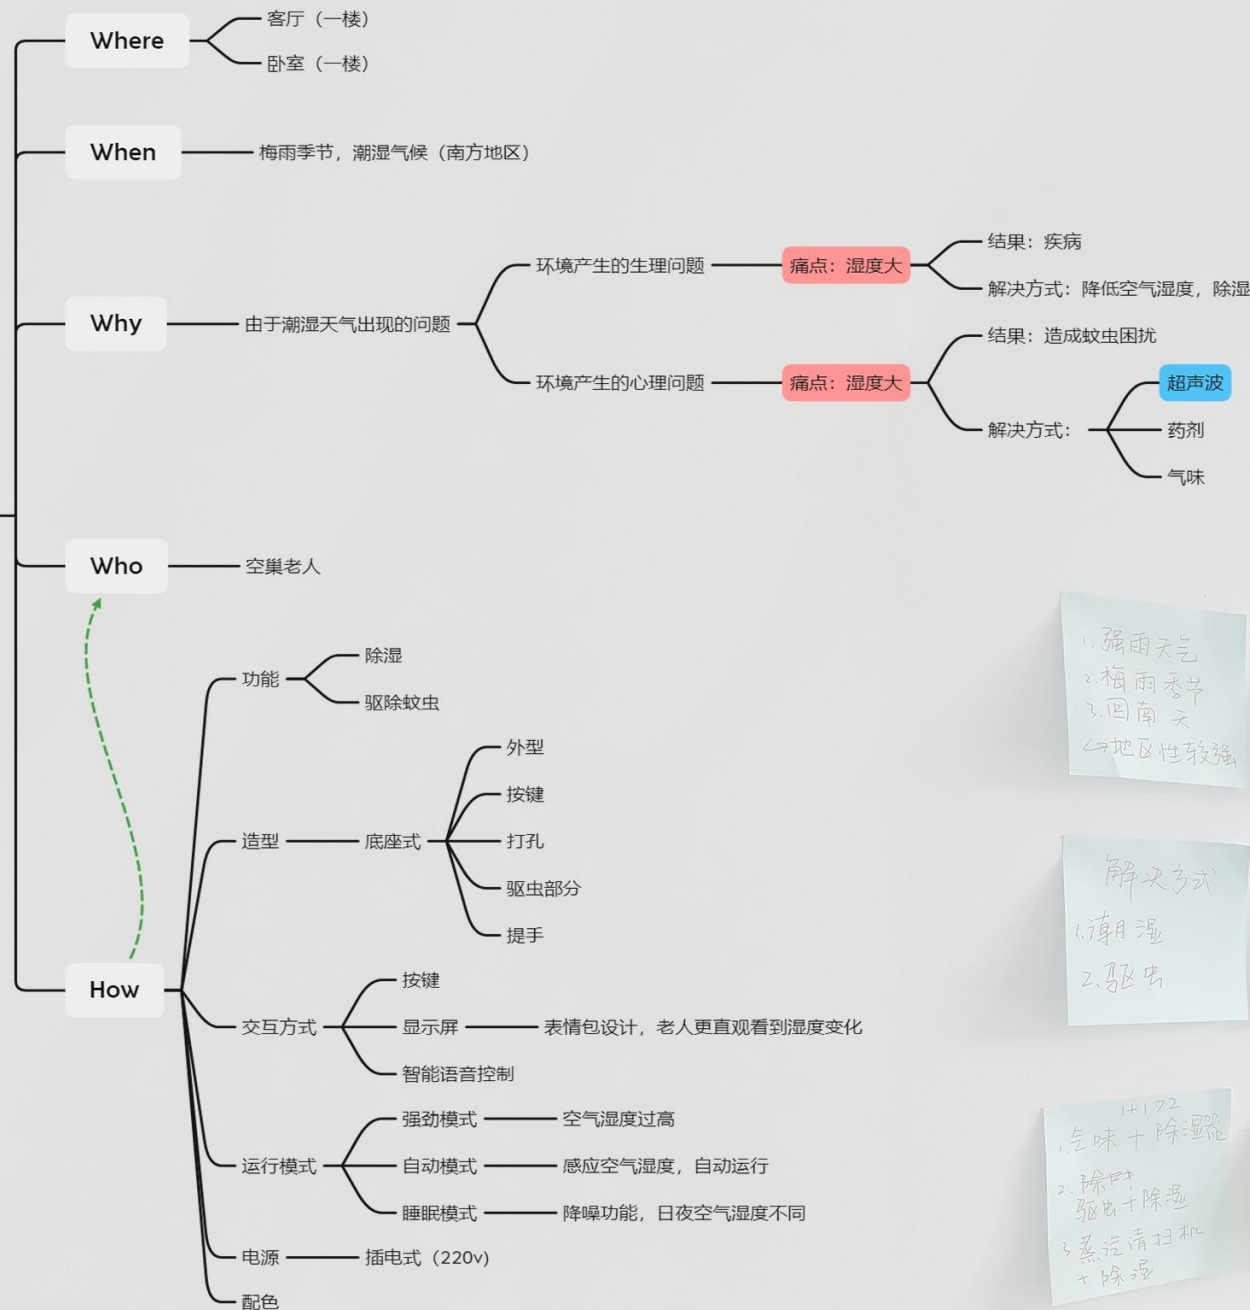 Where
客厅（一楼）
卧室（一楼）
When
梅雨季节，潮湿气候（南方地区）
Why
由于潮湿天气出现的问题
环境产生的生理问题
痛点：湿度大
结果：疾病
解决方式：降低空气湿度，除湿
环境产生的心理问题
痛点：湿度大
结果：造成蚊虫困扰
解决方式：
超声波
药剂
气味
Who
空巢老人
How
功能
除湿
驱除蚊虫
造型
底座式
外型
按键
打孔
驱虫部分
提手
交互方式
按键
显示屏
表情包设计，老人更直观看到湿度变化
智能语音控制
运行模式
强劲模式
空气湿度过高
自动模式
感应空气湿度，自动运行
睡眠模式
降噪功能，日夜空气湿度不同
电源
插电式（220v）
配色
1.强雨天气
2.梅雨季节
3.回南天
↳地区性较强
解决方式
1.潮湿
2.驱虫
1+1>2
1.气味+除湿器
2.除
驱虫+除湿
3.蒸汽清扫机
+除湿